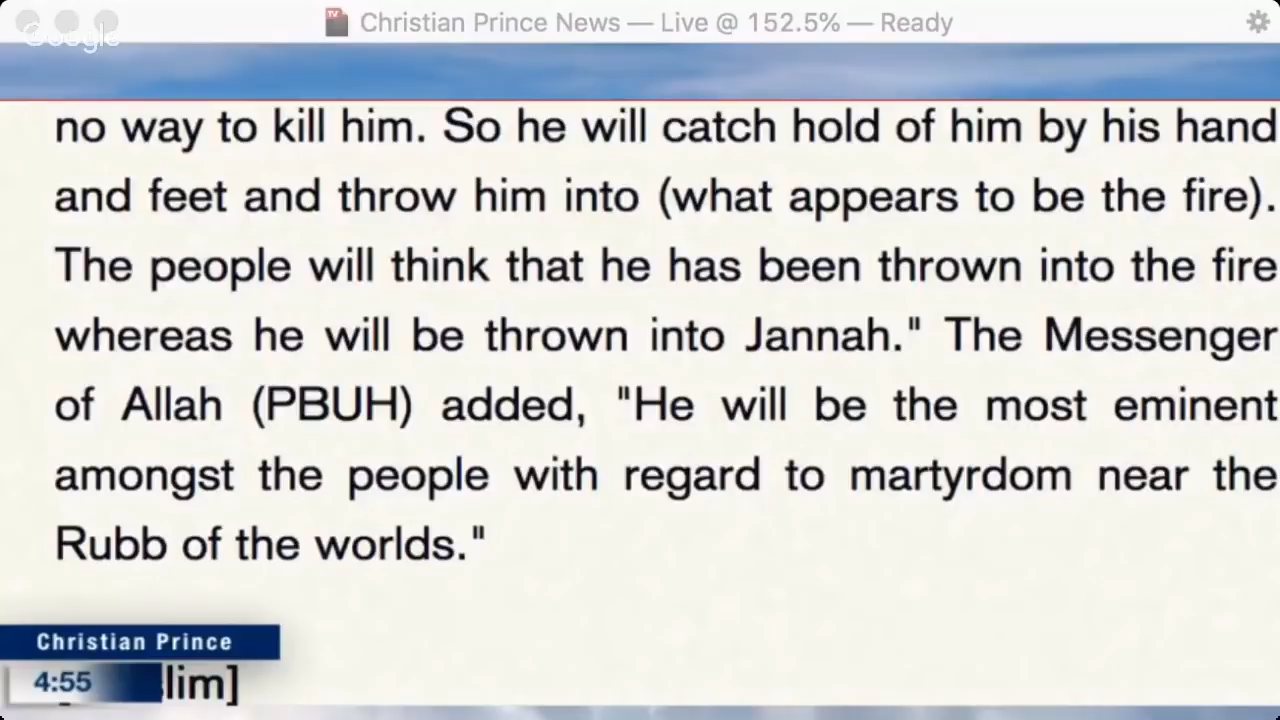 Christian Prince News — Live @ 152.5% — Ready
Google
no way to kill him. So he will catch hold of him by his hand
and feet and throw him into (what appears to be the fire).
The people will think that he has been thrown into the fire
whereas he will be thrown into Jannah." The Messenger
of Allah (PBUH) added, "He will be the most eminent
amongst the people with regard to martyrdom near the
Rubb of the worlds."
Christian Prince
4:55
lim]